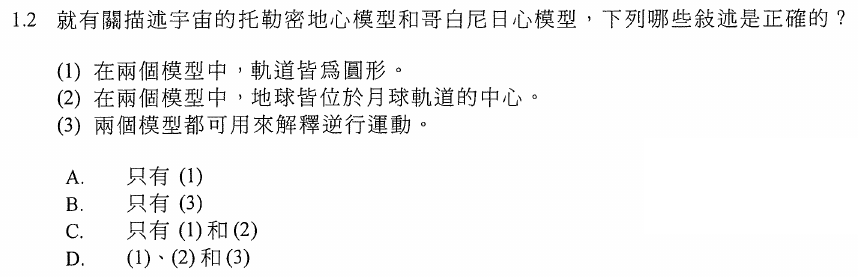 1.2 就有關描述宇宙的托勒密地心模型和哥白尼日心模型，下列哪些敍述是正確的？
(1) 在兩個模型中，軌道皆爲圓形。
(2) 在兩個模型中，地球皆位於月球軌道的中心。
(3) 兩個模型都可用來解釋逆行運動。
A. 只有 (1)
B. 只有 (3)
C. 只有 (1) 和 (2)
D. (1)、(2) 和 (3)